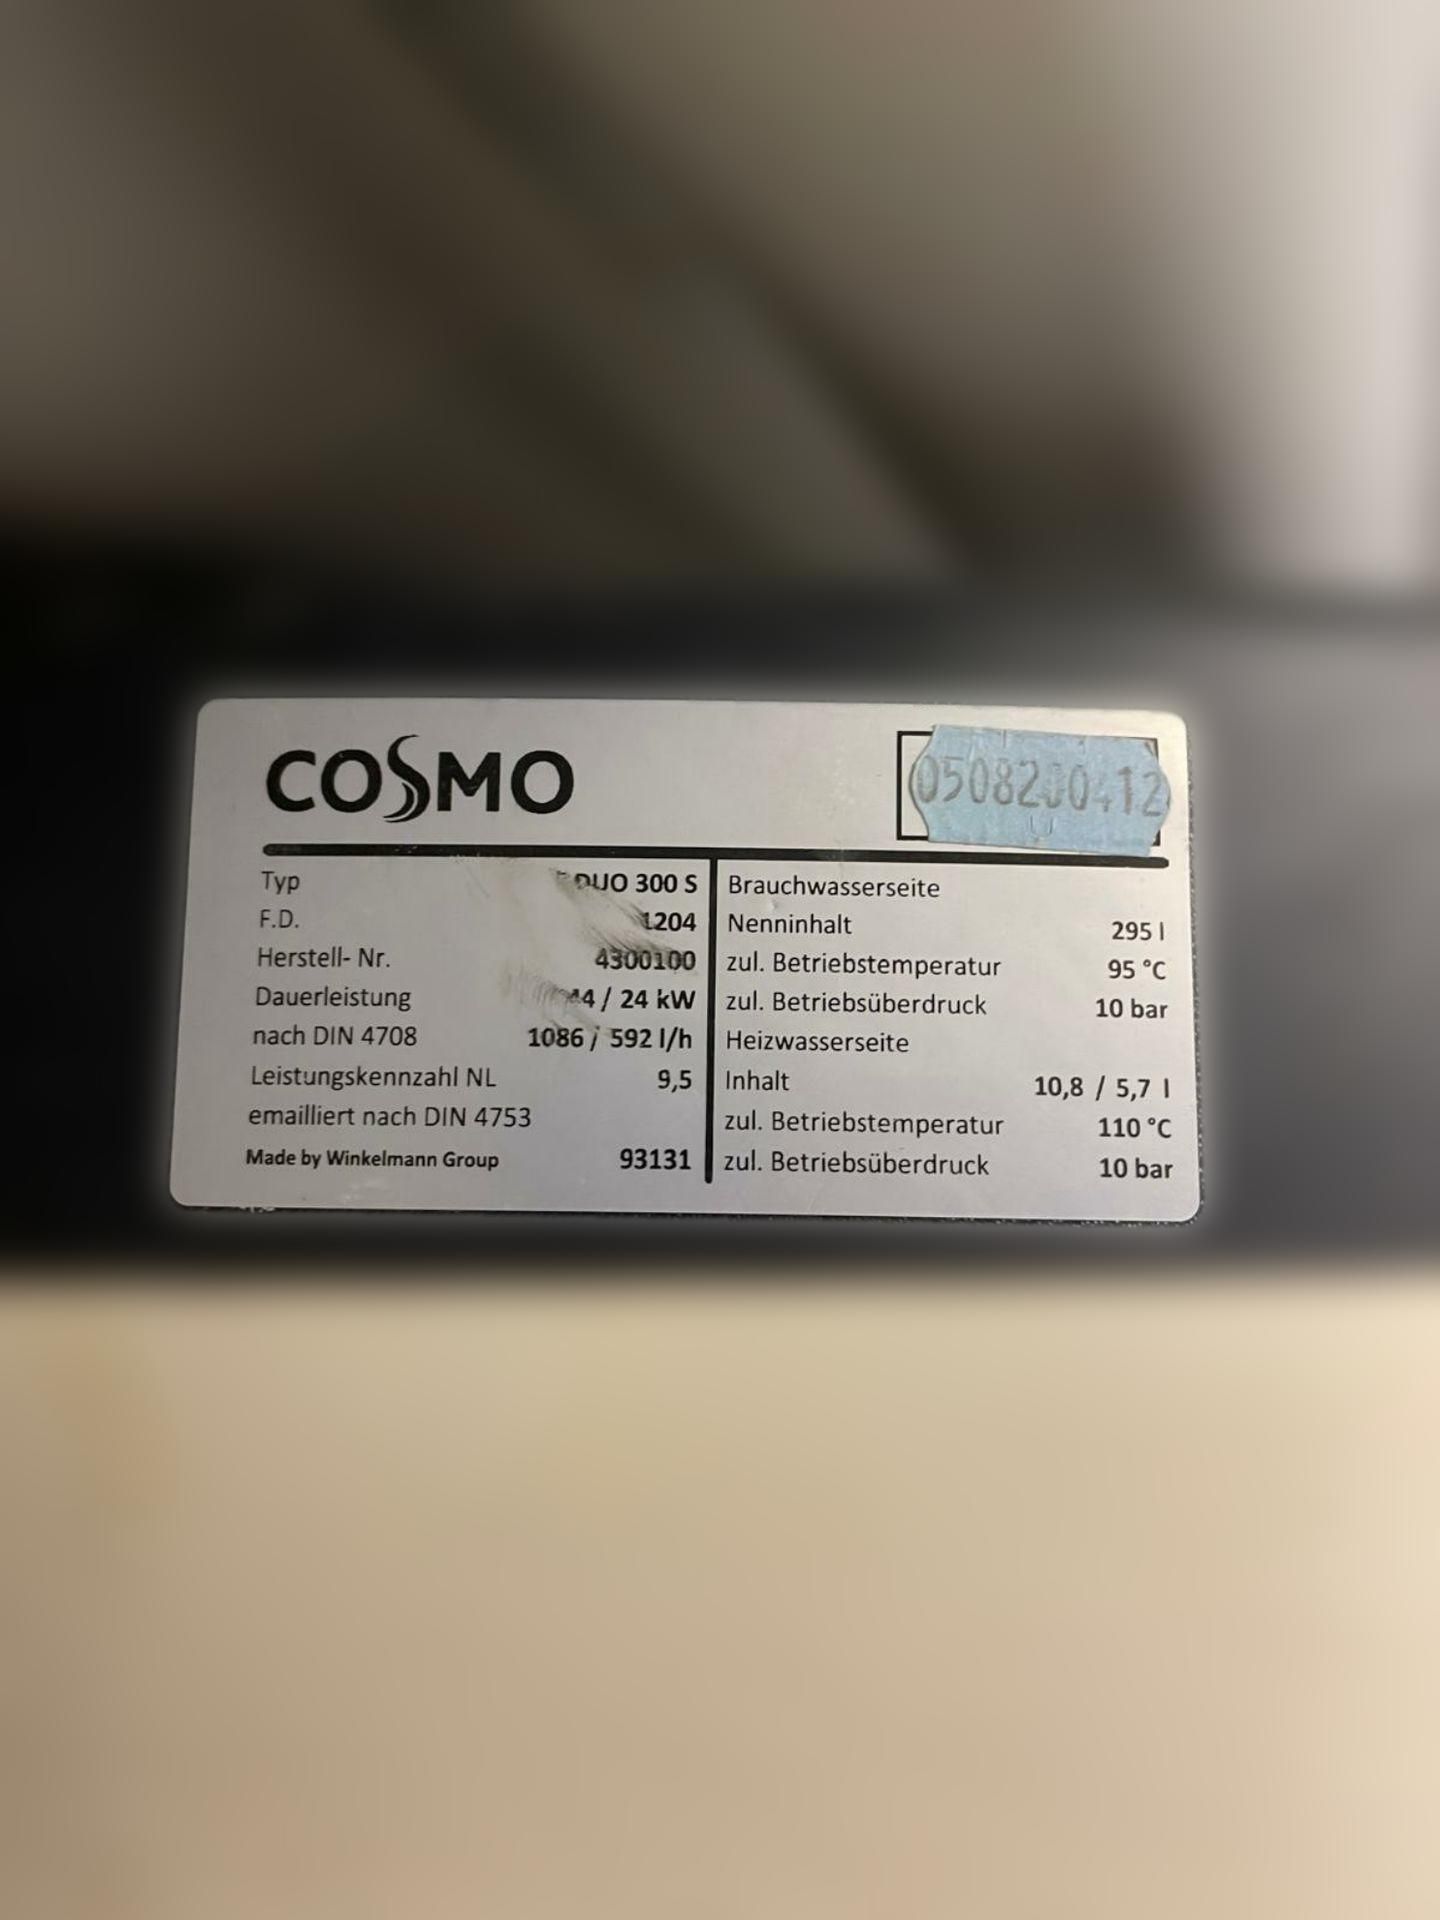 COSMO
Typ DUO 300 S
F.D. 1204
Herstell- Nr. 4300100
Dauerleistung 44 / 24 kW
nach DIN 4708 1086 / 592 l/h
Leistungskennzahl NL 9,5
emailliert nach DIN 4753
Made by Winkelmann Group 93131
Brauchwasserseite
Nenninhalt 295 l
zul. Betriebstemperatur 95 °C
zul. Betriebsüberdruck 10 bar
Heizwasserseite
Inhalt 10,8 / 5,7 l
zul. Betriebstemperatur 110 °C
zul. Betriebsüberdruck 10 bar